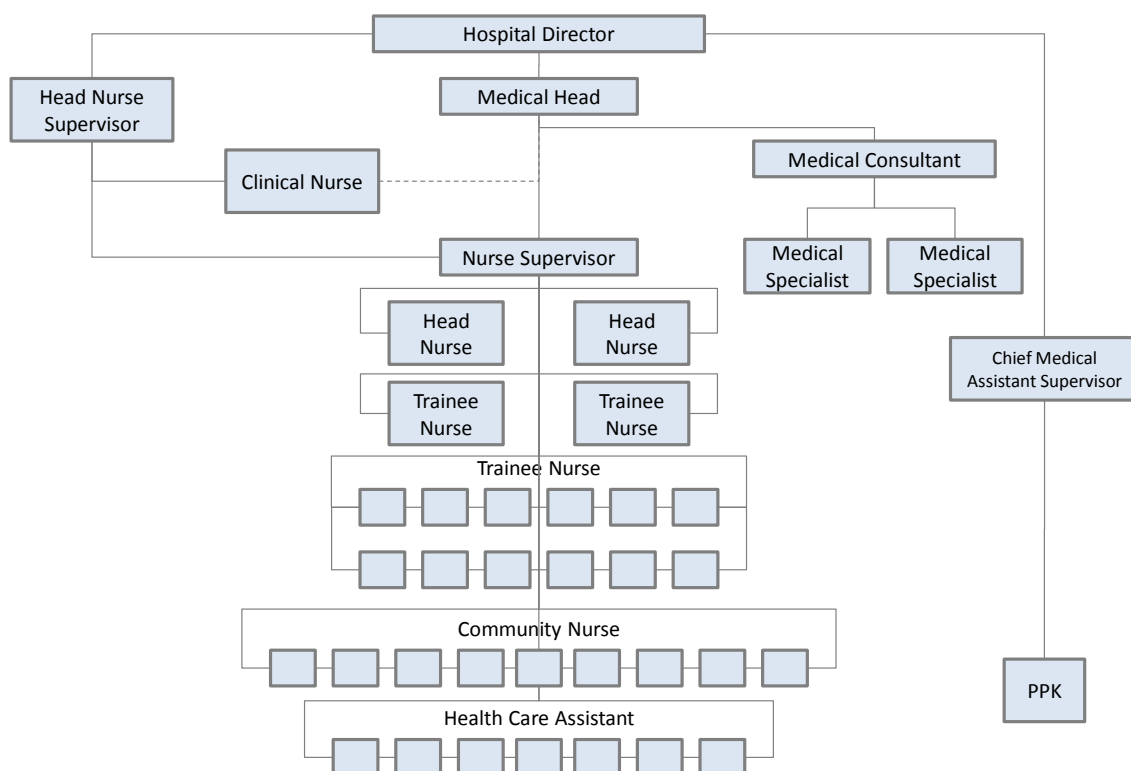 Hospital Director
Head Nurse
Supervisor
Medical Head
Medical Consultant
Clinical Nurse
Nurse Supervisor
Medical
Specialist
Medical
Specialist
Head
Nurse
Head
Nurse
Chief Medical
Assistant Supervisor
Trainee
Nurse
Trainee
Nurse
Trainee Nurse
Community Nurse
PPK
Health Care Assistant